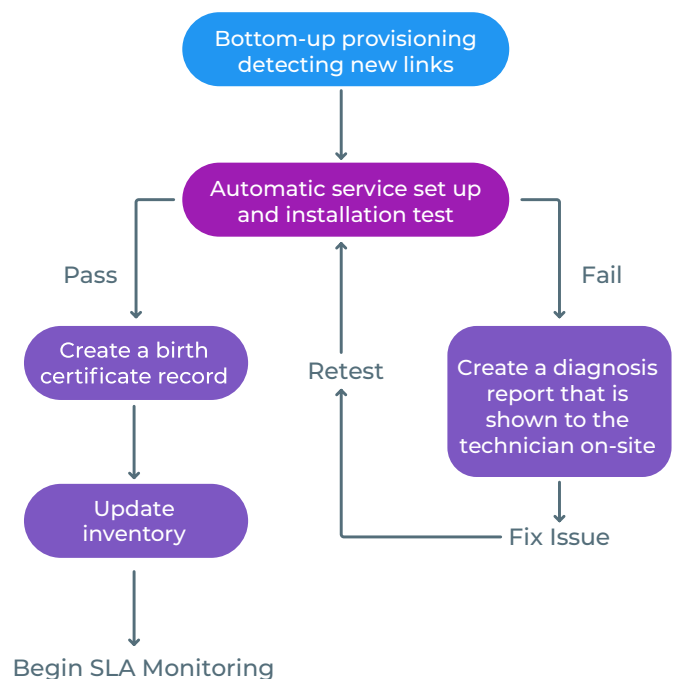 Bottom-up provisioning
detecting new links
Automatic service set up
and installation test
Pass
Fail
Create a birth
certificate record
Retest
Create a diagnosis
report that is
shown to the
technician on-site
Update
inventory
Fix Issue
Begin SLA Monitoring